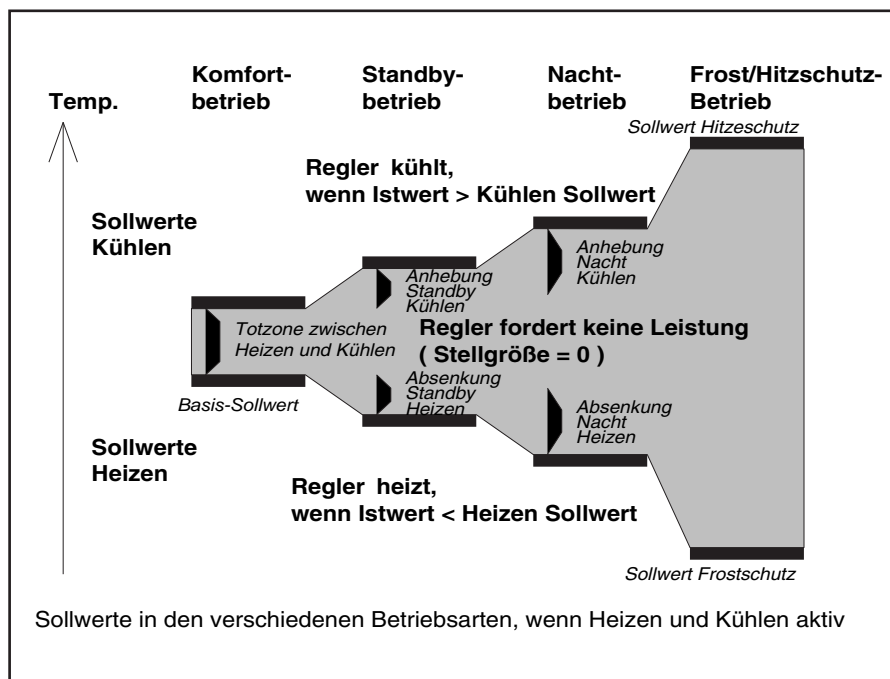 Komfort-
betrieb
Standby-
betrieb
Nacht-
betrieb
Frost/Hitzschutz-
Betrieb
Temp.
Sollwert Hitzeschutz
Regler kühlt,
wenn Istwert > Kühlen Sollwert
Sollwerte
Kühlen
Anhebung
Standby
Kühlen
Anhebung
Nacht
Kühlen
Totzone zwischen
Heizen und Kühlen
Regler fordert keine Leistung
( Stellgröße = 0 )
Basis-Sollwert
Absenkung
Standby
Heizen
Absenkung
Nacht
Heizen
Sollwerte
Heizen
Regler heizt,
wenn Istwert < Heizen Sollwert
Sollwert Frostschutz
Sollwerte in den verschiedenen Betriebsarten, wenn Heizen und Kühlen aktiv